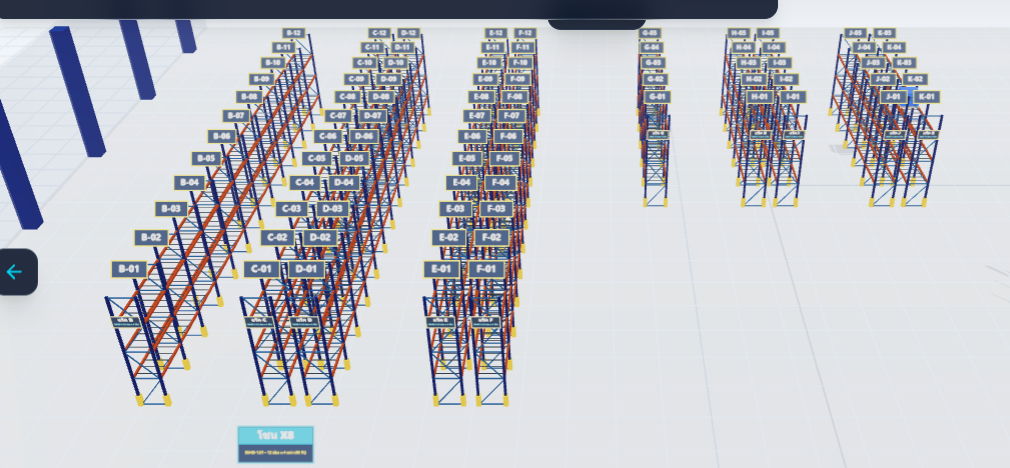 B-12 C-12 D-12 E-12 F-12 G-05 H-05 I-05 J-05 K-05
B-11 C-11 D-11 E-11 F-11 G-04 H-04 I-04 J-04 K-04
B-10 C-10 D-10 E-10 F-10 G-03 H-03 I-03 J-03 K-03
B-09 C-09 D-09 E-09 F-09 G-02 H-02 I-02 J-02 K-02
B-08 C-08 D-08 E-08 F-08 G-01 H-01 I-01 J-01 K-01
B-07 C-07 D-07 E-07 F-07
B-06 C-06 D-06 E-06 F-06
B-05 C-05 D-05 E-05 F-05
B-04 C-04 D-04 E-04 F-04
B-03 C-03 D-03 E-03 F-03
B-02 C-02 D-02 E-02 F-02
B-01 C-01 D-01 E-01 F-01
โซน